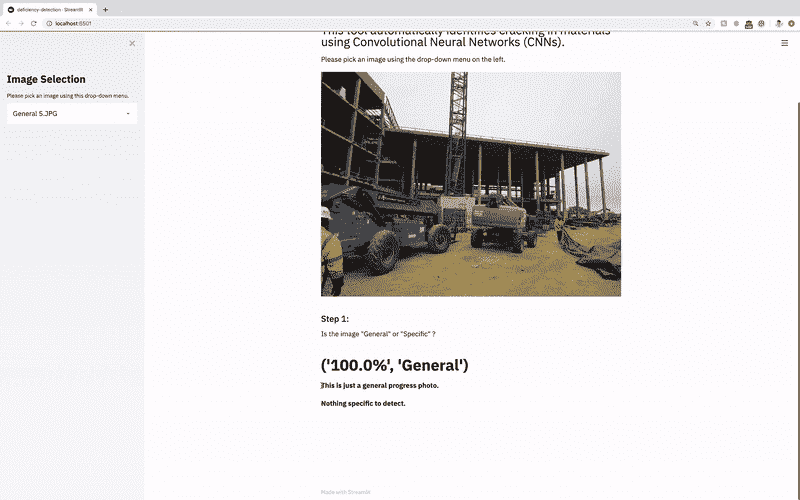 deficiency-detection · Streamlit
localhost:8501
Image Selection
Please pick an image using this drop-down menu.
General 5.JPG
This tool automatically identifies cracking in materials
using Convolutional Neural Networks (CNNs).
Please pick an image using the drop-down menu on the left.
Step 1:
Is the image "General" or "Specific" ?
('100.0%', 'General')
This is just a general progress photo.
Nothing specific to detect.
Made with Streamlit